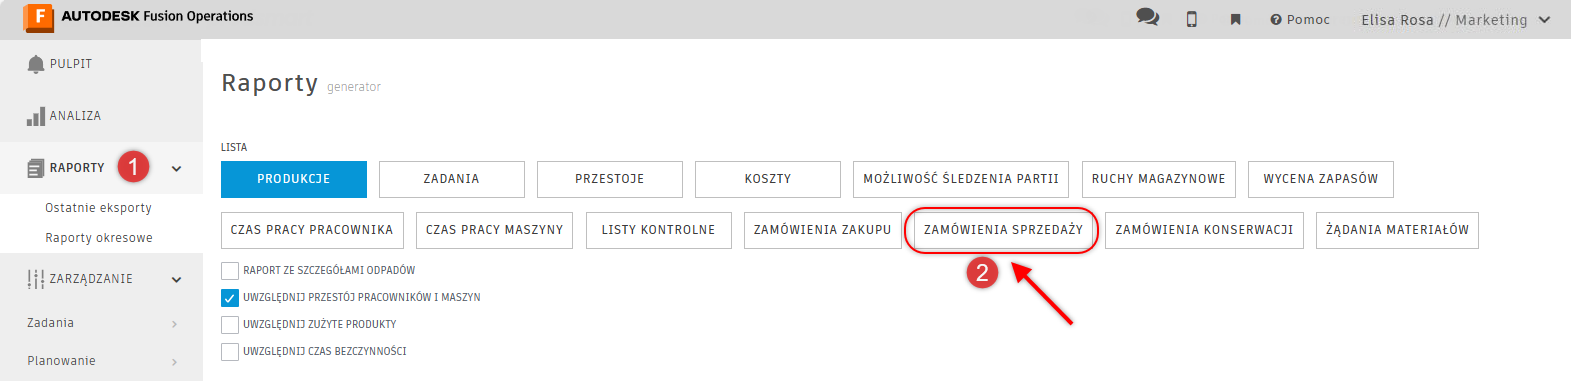 F AUTODESK Fusion Operations
Pomoc
Elisa Rosa // Marketing
PULPIT
ANALIZA
RAPORTY 1
Ostatnie eksporty
Raporty okresowe
ZARZĄDZANIE
Zadania
Planowanie
Raporty generator
LISTA
PRODUKCJE ZADANIA PRZESTOJE KOSZTY MOŻLIWOŚĆ ŚLEDZENIA PARTII RUCHY MAGAZYNOWE WYCENA ZAPASÓW
CZAS PRACY PRACOWNIKA CZAS PRACY MASZYNY LISTY KONTROLNE ZAMÓWIENIA ZAKUPU ZAMÓWIENIA SPRZEDAŻY ZAMÓWIENIA KONSERWACJI ŻĄDANIA MATERIAŁÓW
2
RAPORT ZE SZCZEGÓŁAMI ODPADÓW
UWZGLĘDNIJ PRZESTÓJ PRACOWNIKÓW I MASZYN
UWZGLĘDNIJ ZUŻYTE PRODUKTY
UWZGLĘDNIJ CZAS BEZCZYNNOŚCI